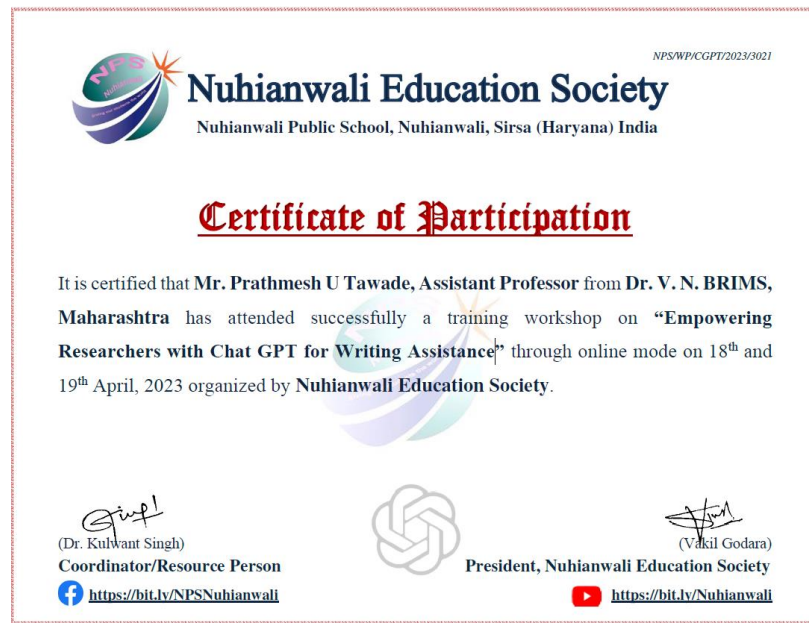 NPS/WP/CGPT/2023/3021
NPS
Nuhianwali Education Society
Nuhianwali Public School, Nuhianwali, Sirsa (Haryana) India
Certificate of Participation
It is certified that Mr. Prathmesh U Tawade, Assistant Professor from Dr. V. N. BRIMS,
Maharashtra has attended successfully a training workshop on “Empowering
Researchers with Chat GPT for Writing Assistance” through online mode on 18th and
19th April, 2023 organized by Nuhianwali Education Society.
(Dr. Kulwant Singh)
Coordinator/Resource Person
https://bit.ly/NPSNuhianwali
(Vakil Godara)
President, Nuhianwali Education Society
https://bit.ly/Nuhianwali